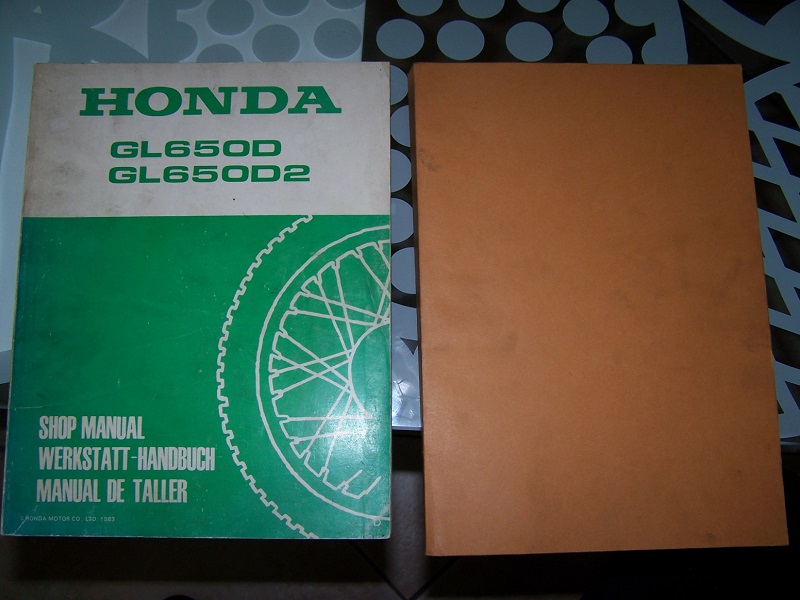 HONDA
GL650D
GL650D2
SHOP MANUAL
WERKSTATT-HANDBUCH
MANUAL DE TALLER
© HONDA MOTOR CO., LTD. 1983